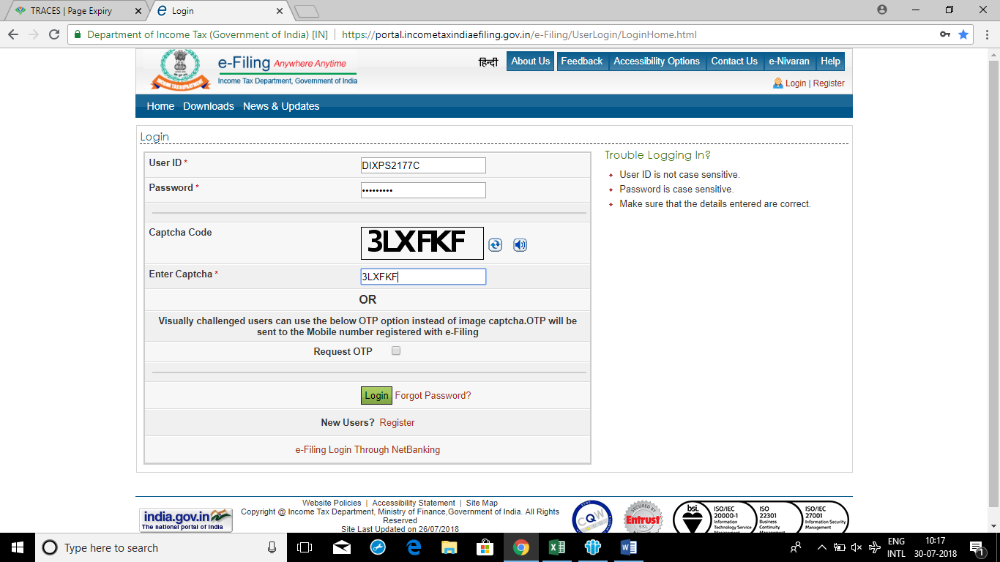 TRACES | Page Expiry
Login
Department of Income Tax (Government of India) [IN] https://portal.incometaxindiaefiling.gov.in/e-Filing/UserLogin/LoginHome.html
e-Filing Anywhere Anytime
Income Tax Department, Government of India
हिन्दी About Us Feedback Accessibility Options Contact Us e-Nivaran Help
Login | Register
Home Downloads News & Updates
Login
User ID * DIXPS2177C
Password * •••••••••
Captcha Code 3LXFKF
Enter Captcha * 3LXFKF
OR
Visually challenged users can use the below OTP option instead of image captcha.OTP will be
sent to the Mobile number registered with e-Filing
Request OTP
Login Forgot Password?
New Users? Register
e-Filing Login Through NetBanking
Trouble Logging In?
User ID is not case sensitive.
Password is case sensitive.
Make sure that the details entered are correct.
india.gov.in
The national portal of India
Website Policies | Accessibility Statement | Site Map
Copyright @ Income Tax Department, Ministry of Finance,Government of India. All Rights
Reserved
Site Last Updated on 26/07/2018
CQW
SECURED BY
Entrust
SSL
bsi.
ISO/IEC
20000-1
Information
Technology Service
Management
ISO
22301
Business
Continuity
Management
ISO/IEC
27001
Information Security
Management
Type here to search
ENG
INTL
10:17
30-07-2018
1